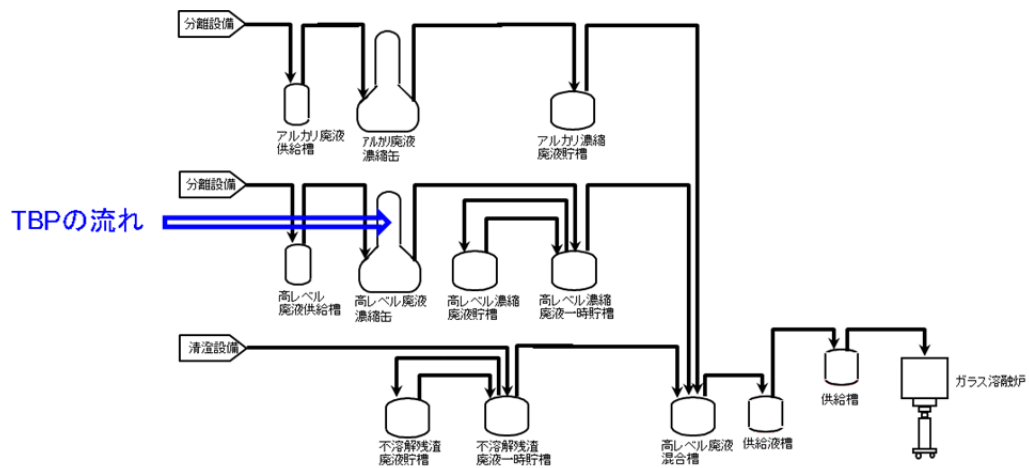 分離設備
アルカリ廃液
供給槽
アルカリ廃液
濃縮缶
アルカリ濃縮
廃液貯槽
分離設備
TBPの流れ
高レベル
廃液供給槽
高レベル廃液
濃縮缶
高レベル濃縮
廃液貯槽
高レベル濃縮
廃液一時貯槽
清澄設備
不溶解残渣
廃液貯槽
不溶解残渣
廃液一時貯槽
高レベル廃液
混合槽
供給液槽
供給槽
ガラス溶融炉